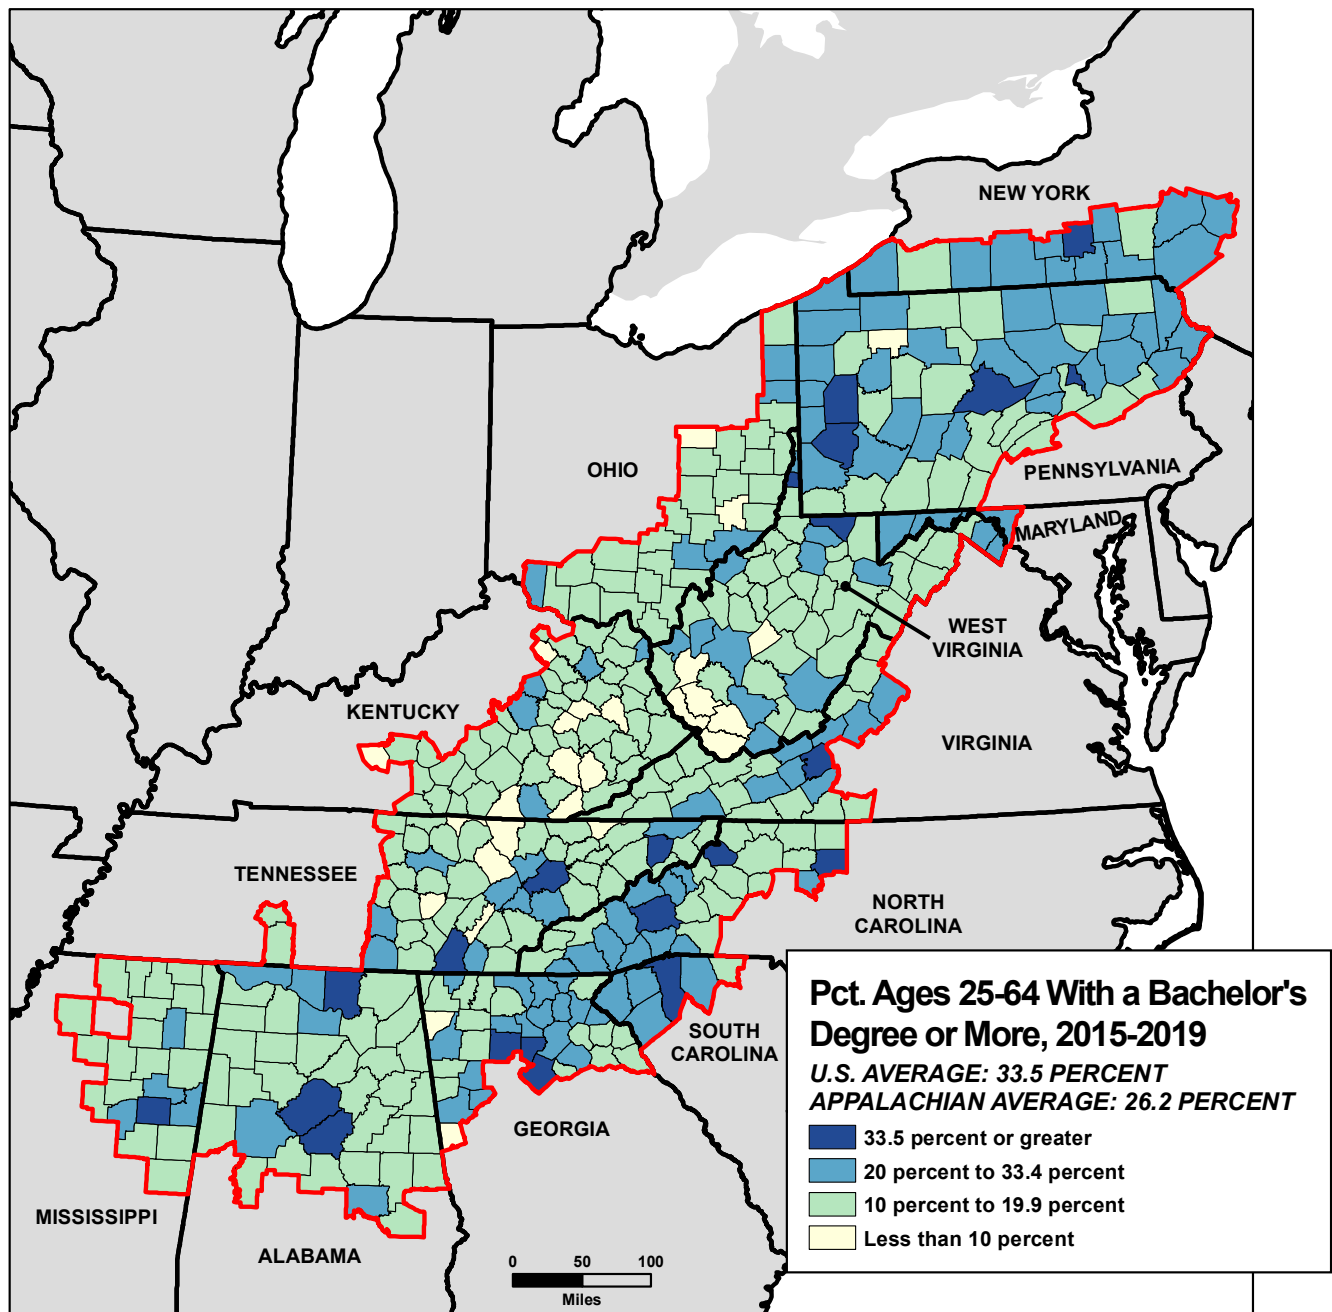 NEW YORK
OHIO
PENNSYLVANIA
MARYLAND
WEST
VIRGINIA
KENTUCKY
VIRGINIA
TENNESSEE
NORTH
CAROLINA
SOUTH
CAROLINA
GEORGIA
MISSISSIPPI
ALABAMA
0 50 100
Miles
Pct. Ages 25-64 With a Bachelor's
Degree or More, 2015-2019
U.S. AVERAGE: 33.5 PERCENT
APPALACHIAN AVERAGE: 26.2 PERCENT
33.5 percent or greater
20 percent to 33.4 percent
10 percent to 19.9 percent
Less than 10 percent